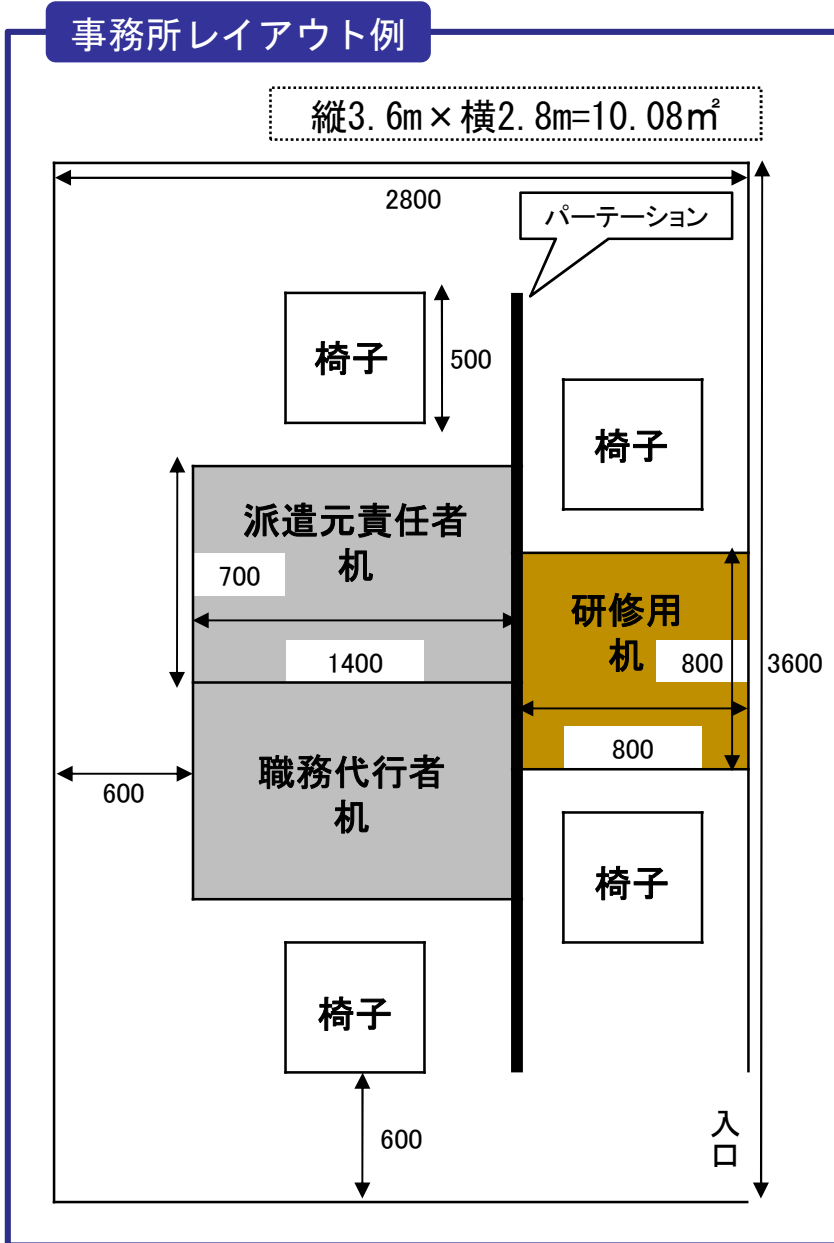 事務所レイアウト例
縦3.6m×横2.8m=10.08㎡
2800
パーテーション
椅子
500
椅子
派遣元責任者
机
700
1400
研修用
机
800
3600
800
職務代行者
机
600
椅子
椅子
600
入
口